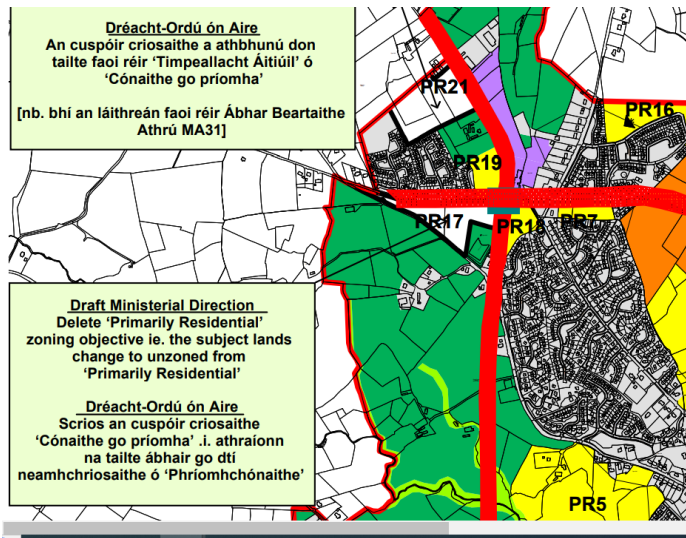 Dréacht-Ordú ón Aire
An cuspóir criosaithe a athbhunú don
tailte faoi réir ‘Timpeallacht Áitiúil’ ó
‘Cónaithe go príomha’
[nb. bhí an láithreán faoi réir Ábhar Beartaithe
Athrú MA31]
PR21
PR16
PR19
PR17
PR18
PR7
Draft Ministerial Direction
Delete ‘Primarily Residential’
zoning objective ie. the subject lands
change to unzoned from
‘Primarily Residential’
Dréacht-Ordú ón Aire
Scrios an cuspóir criosaithe
‘Cónaithe go príomha’ .i. athraíonn
na tailte ábhair go dtí
neamhchriosaithe ó ‘Phríomhchónaithe’
PR5